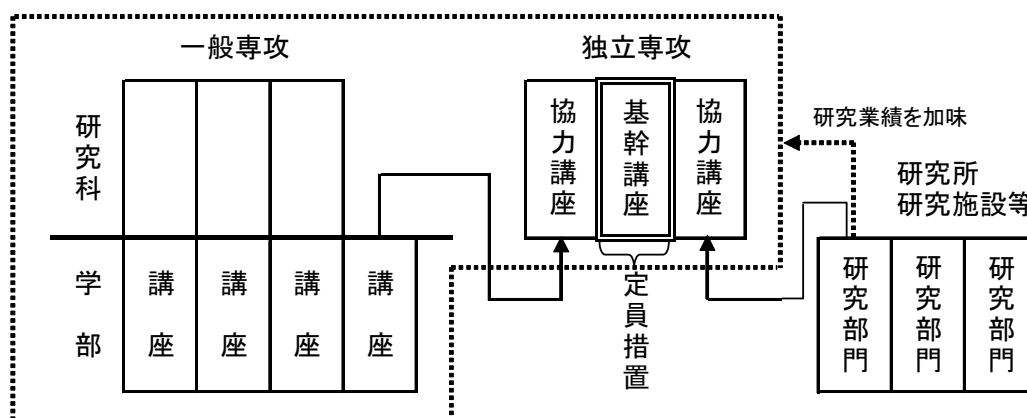 一般専攻
独立専攻
研究科
協力講座
基幹講座
協力講座
研究業績を加味
研究所
研究施設等
学部
講座
講座
講座
講座
定員措置
研究部門
研究部門
研究部門